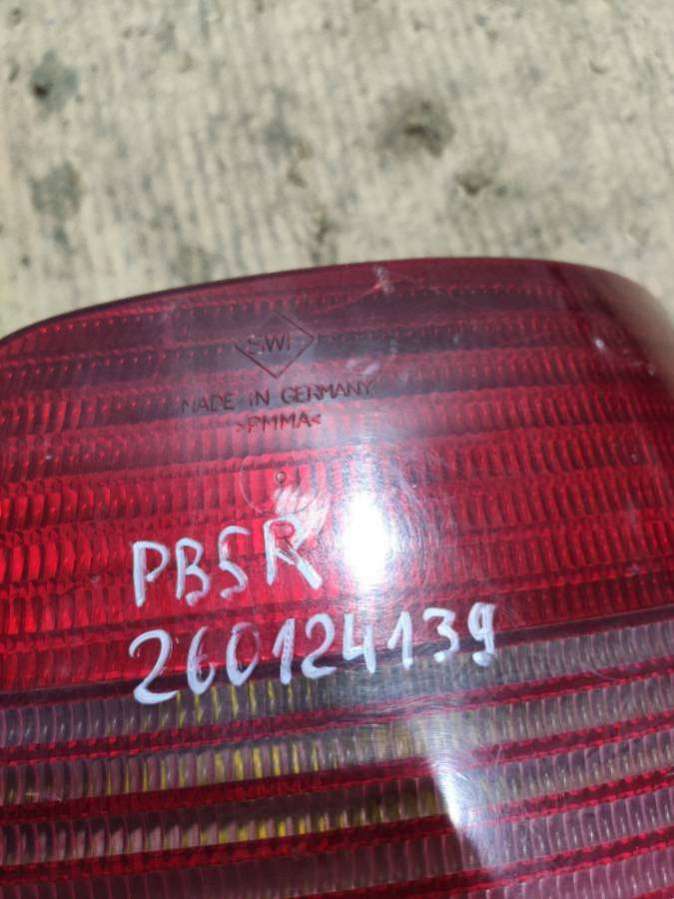 SWF
MADE IN GERMANY
>PMMA<
PB5R
260124139